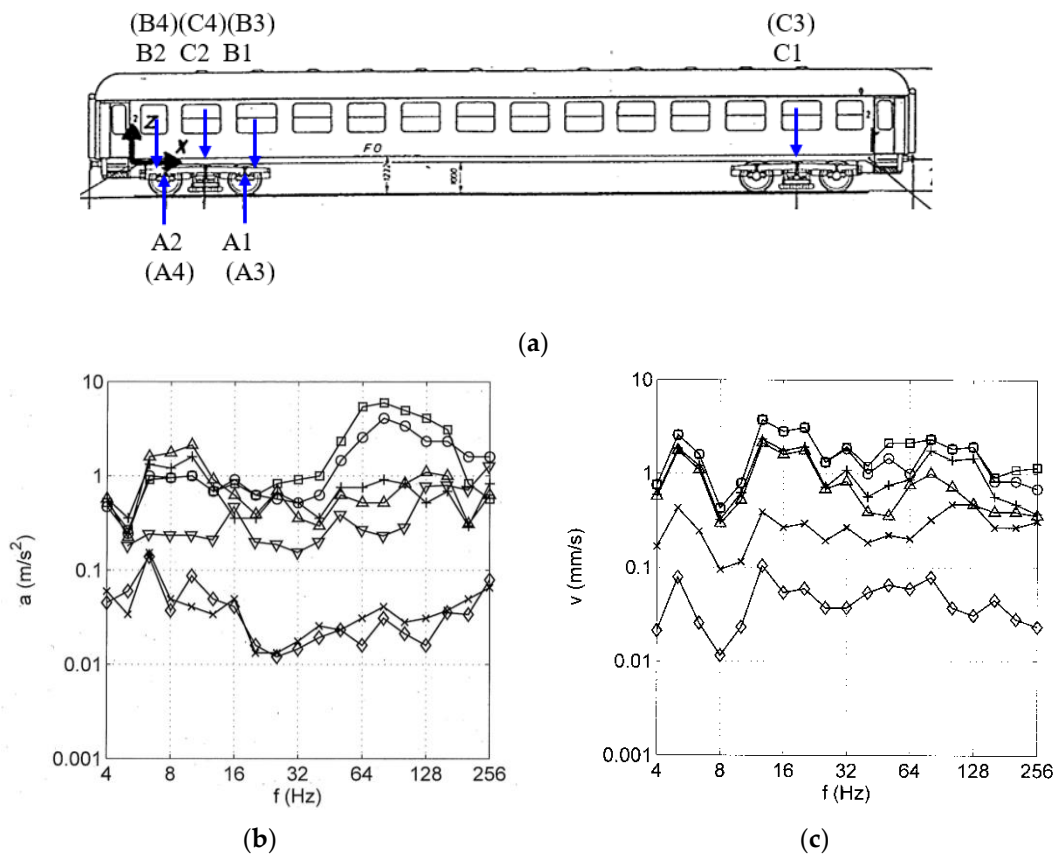 (B4) (C4) (B3) (C3)
B2 C2 B1 C1
Z
X
FO
1222
1000
A2 A1
(A4) (A3)
(a)
10
1
0.1
0.01
0.001
a (m/s²)
4 8 16 32 64 128 256
f (Hz)
(b)
10
1
0.1
0.01
0.001
v (mm/s)
4 8 16 32 64 128 256
f (Hz)
(c)